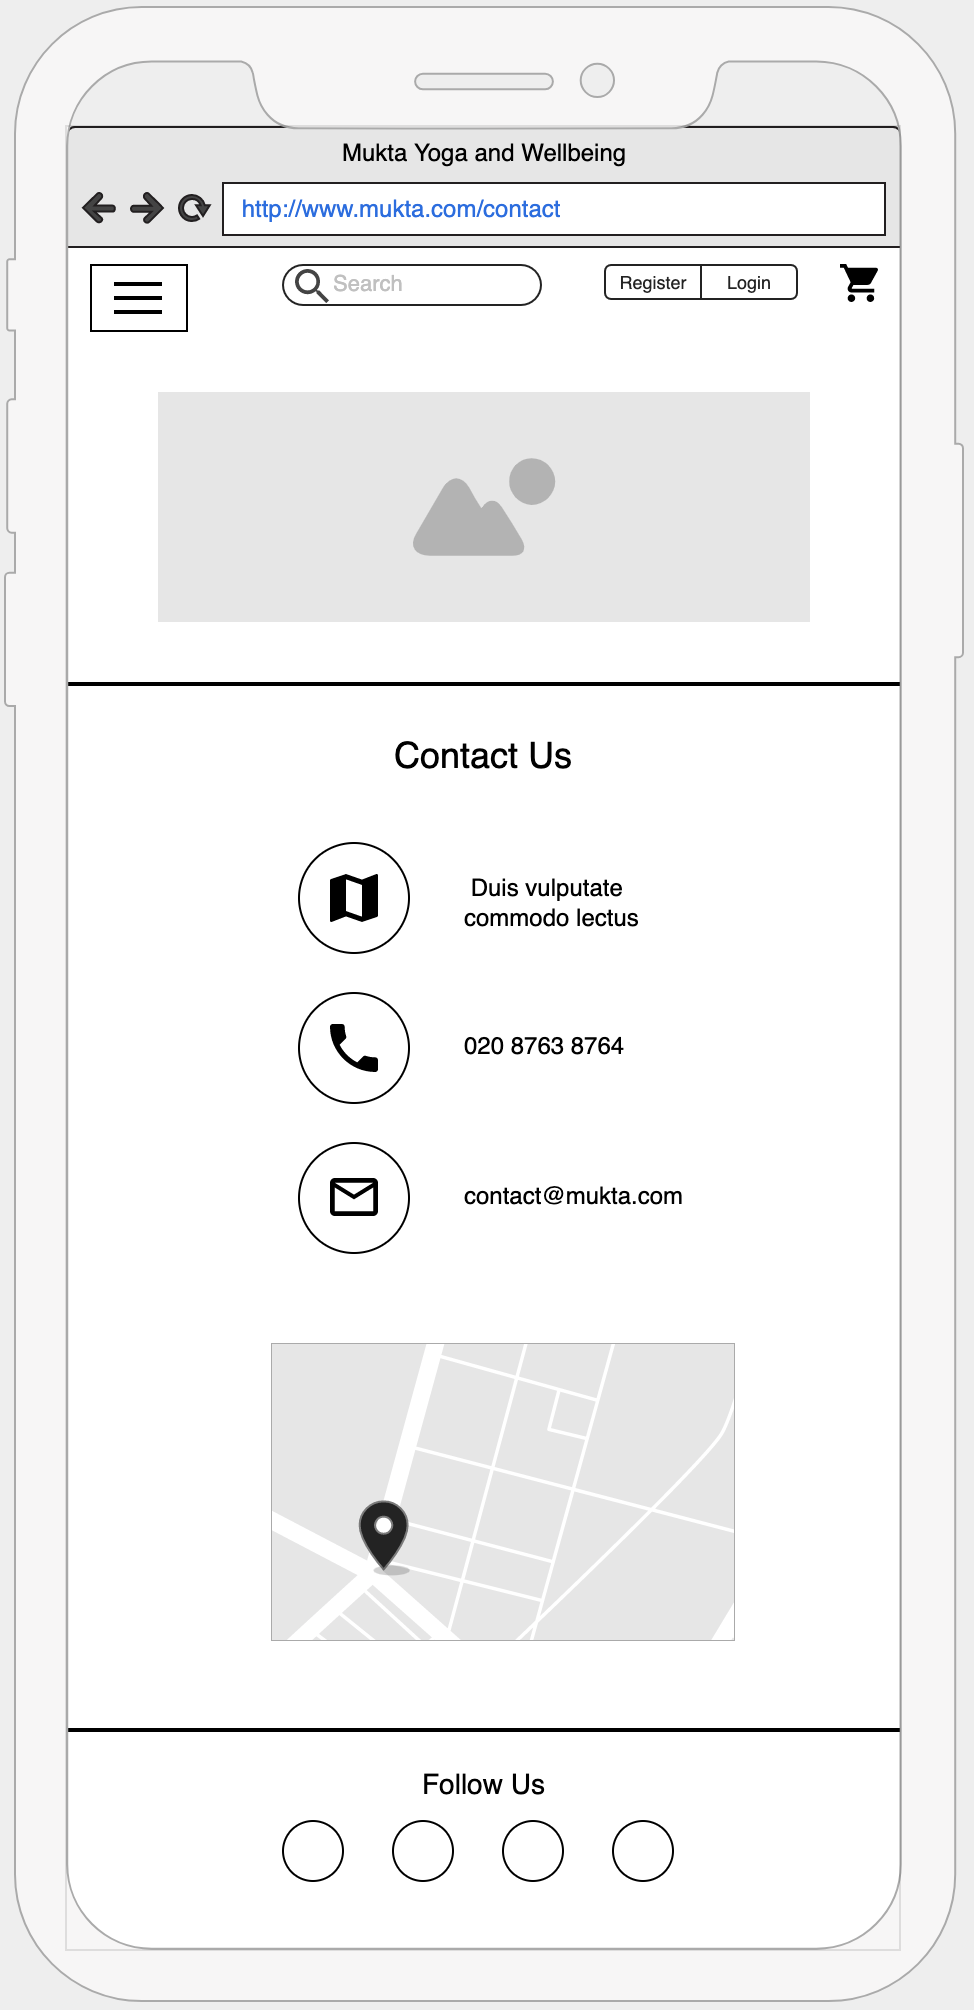 Mukta Yoga and Wellbeing
http://www.mukta.com/contact
Search
Register
Login
Contact Us
Duis vulputate
commodo lectus
020 8763 8764
contact@mukta.com
Follow Us